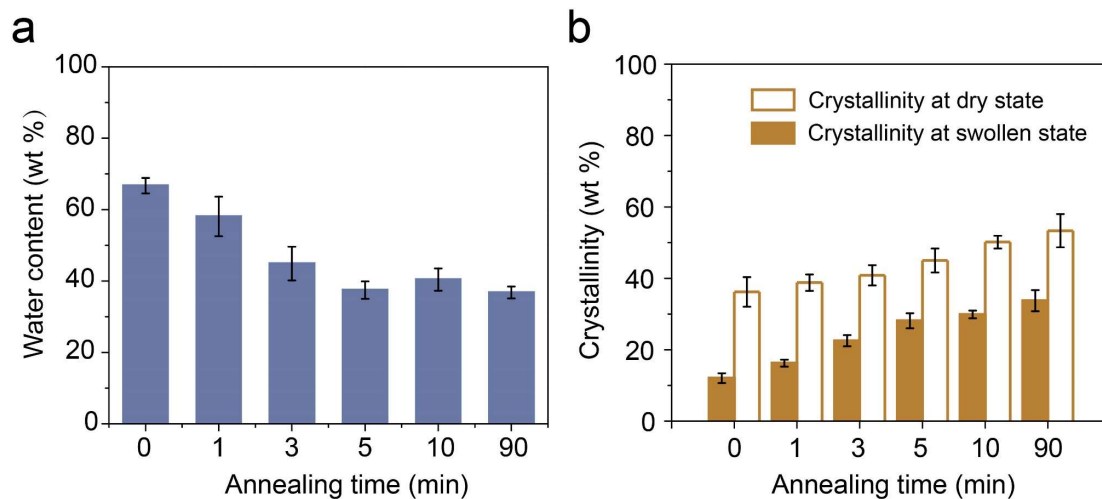 a
b
100
80
60
40
20
0
Water content (wt %)
0 1 3 5 10 90
Annealing time (min)
100
80
60
40
20
0
Crystallinity (wt %)
Crystallinity at dry state
Crystallinity at swollen state
0 1 3 5 10 90
Annealing time (min)